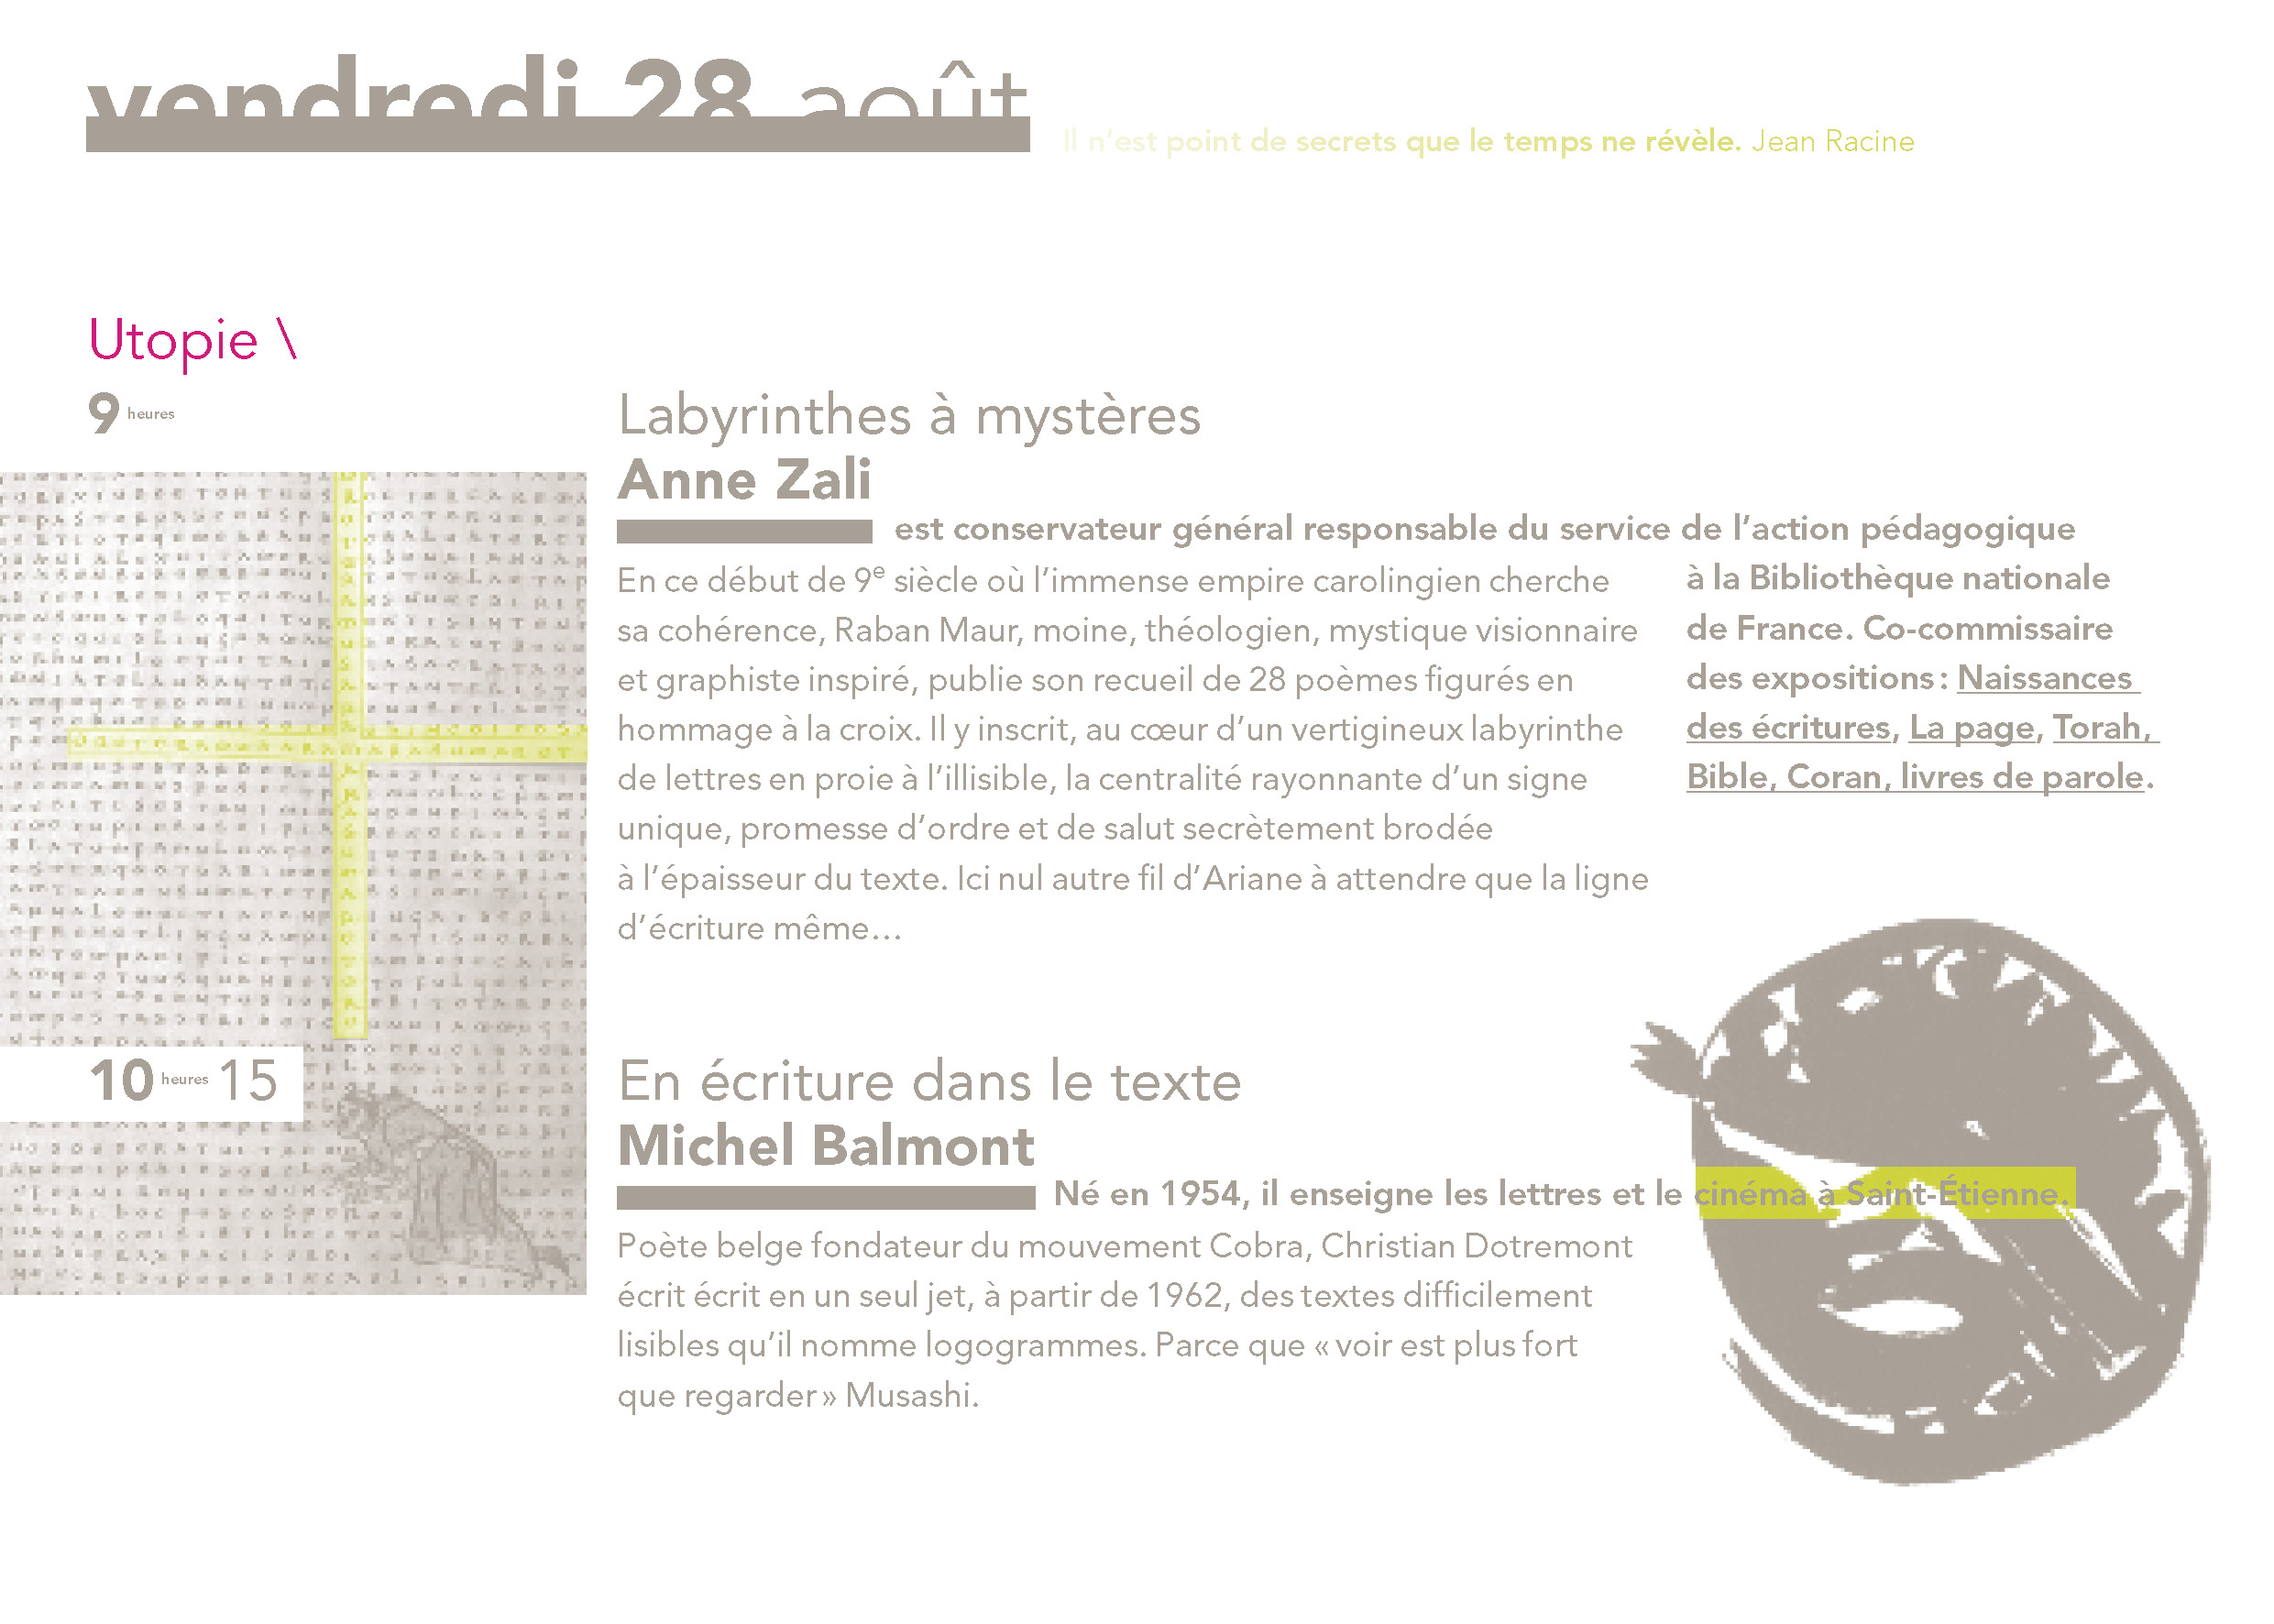 vendredi 28 août
Il n’est point de secrets que le temps ne révèle. Jean Racine
Utopie \
9 heures
Labyrinthes à mystères
Anne Zali
est conservateur général responsable du service de l’action pédagogique
à la Bibliothèque nationale
de France. Co-commissaire
des expositions : Naissances
des écritures, La page, Torah,
Bible, Coran, livres de parole.
En ce début de 9e siècle où l’immense empire carolingien cherche
sa cohérence, Raban Maur, moine, théologien, mystique visionnaire
et graphiste inspiré, publie son recueil de 28 poèmes figurés en
hommage à la croix. Il y inscrit, au cœur d’un vertigineux labyrinthe
de lettres en proie à l’illisible, la centralité rayonnante d’un signe
unique, promesse d’ordre et de salut secrètement brodée
à l’épaisseur du texte. Ici nul autre fil d’Ariane à attendre que la ligne
d’écriture même…
10 heures 15
En écriture dans le texte
Michel Balmont
Né en 1954, il enseigne les lettres et le cinéma à Saint-Étienne.
Poète belge fondateur du mouvement Cobra, Christian Dotremont
écrit écrit en un seul jet, à partir de 1962, des textes difficilement
lisibles qu’il nomme logogrammes. Parce que « voir est plus fort
que regarder » Musashi.